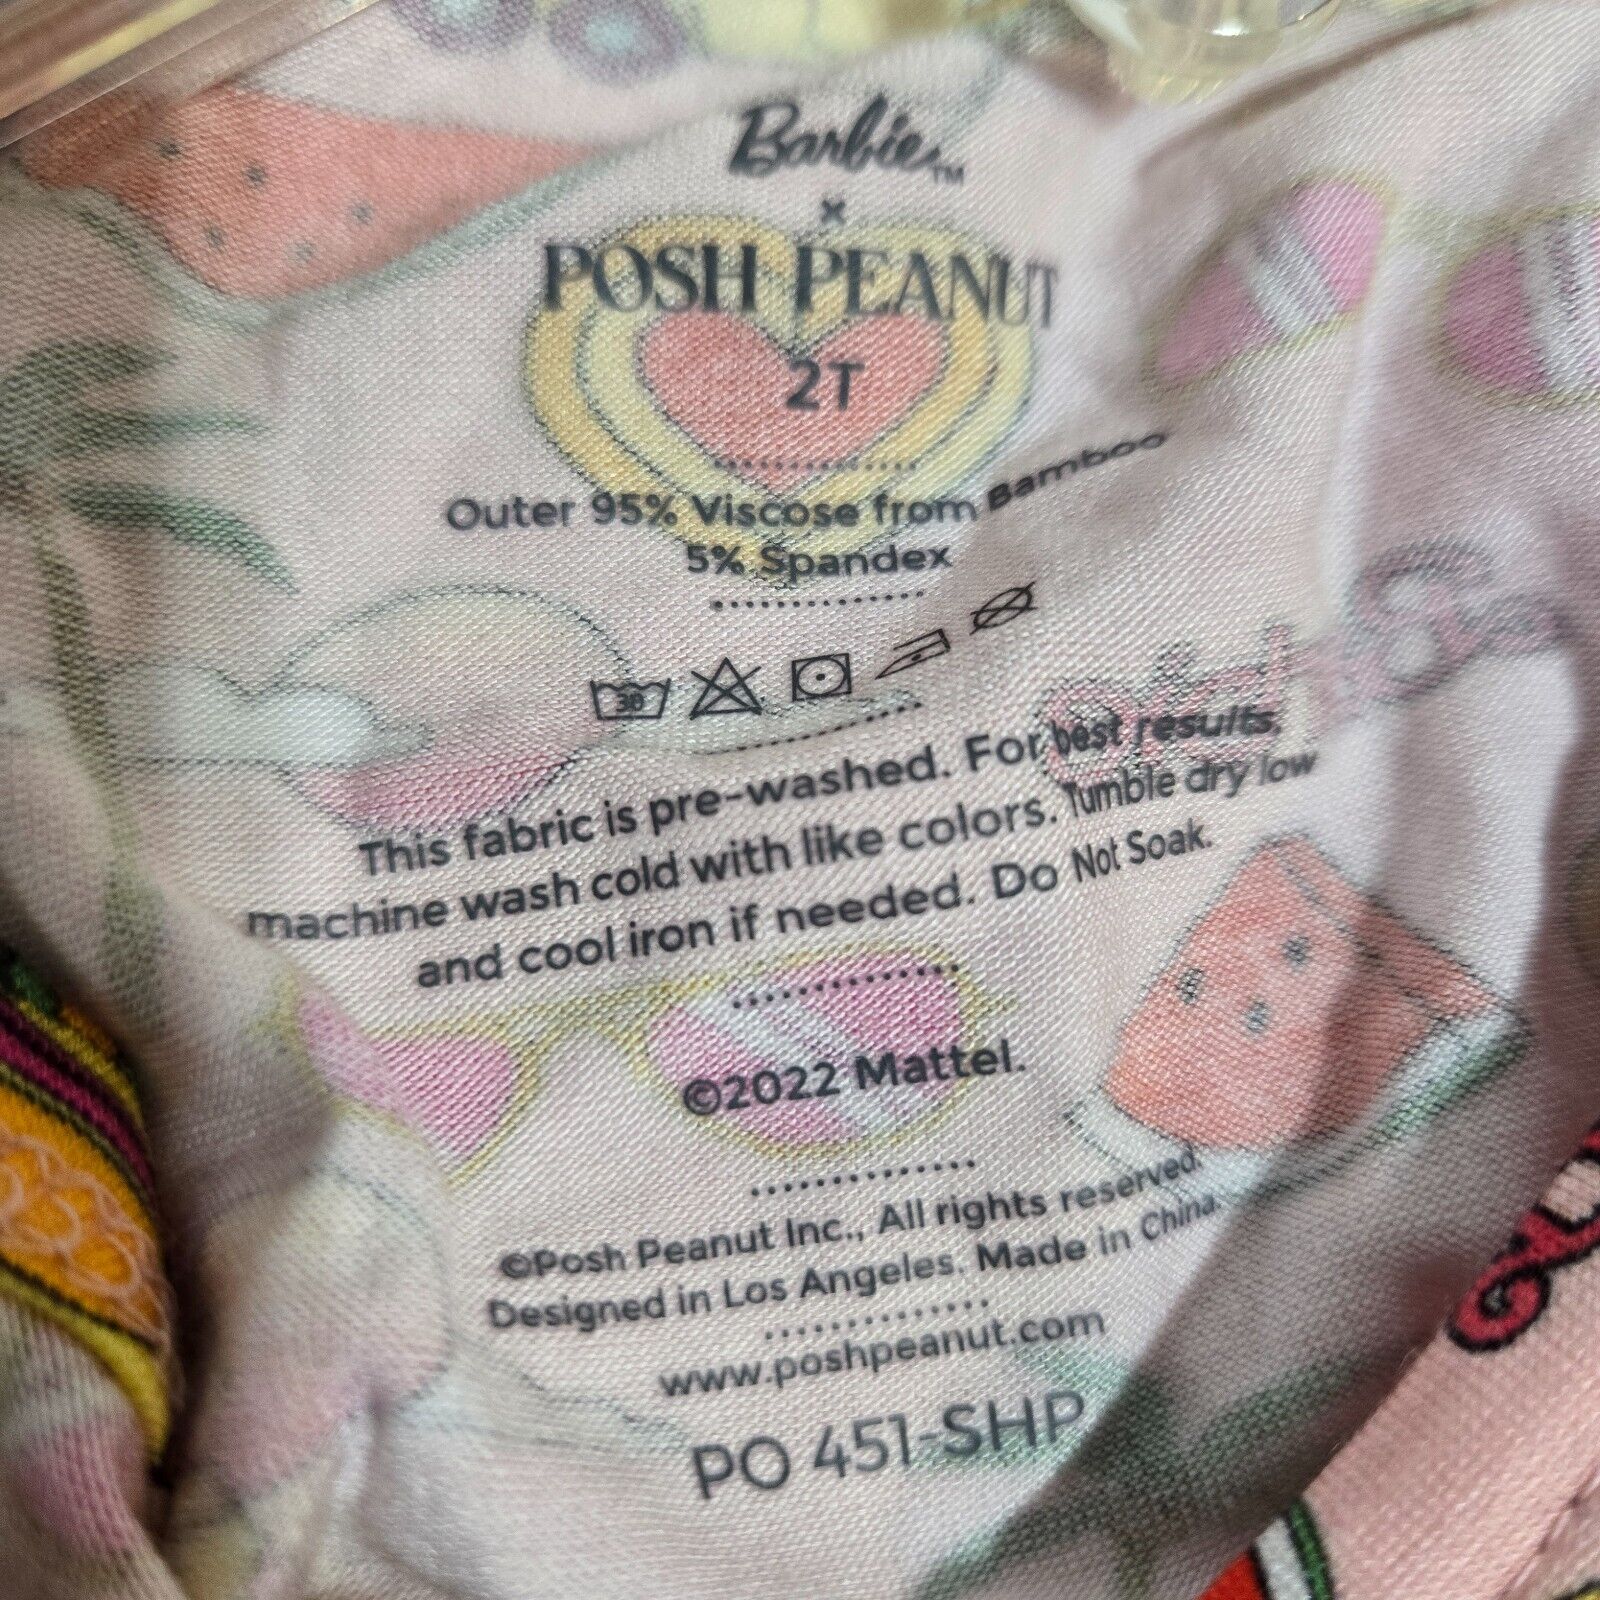 Barbie™
×
POSH PEANUT
2T
Outer 95% Viscose from Bamboo
5% Spandex
30
This fabric is pre-washed. For best results,
machine wash cold with like colors. Tumble dry low
and cool iron if needed. Do Not Soak.
©2022 Mattel.
©Posh Peanut Inc., All rights reserved.
Designed in Los Angeles. Made in China.
www.poshpeanut.com
PO 451-SHP